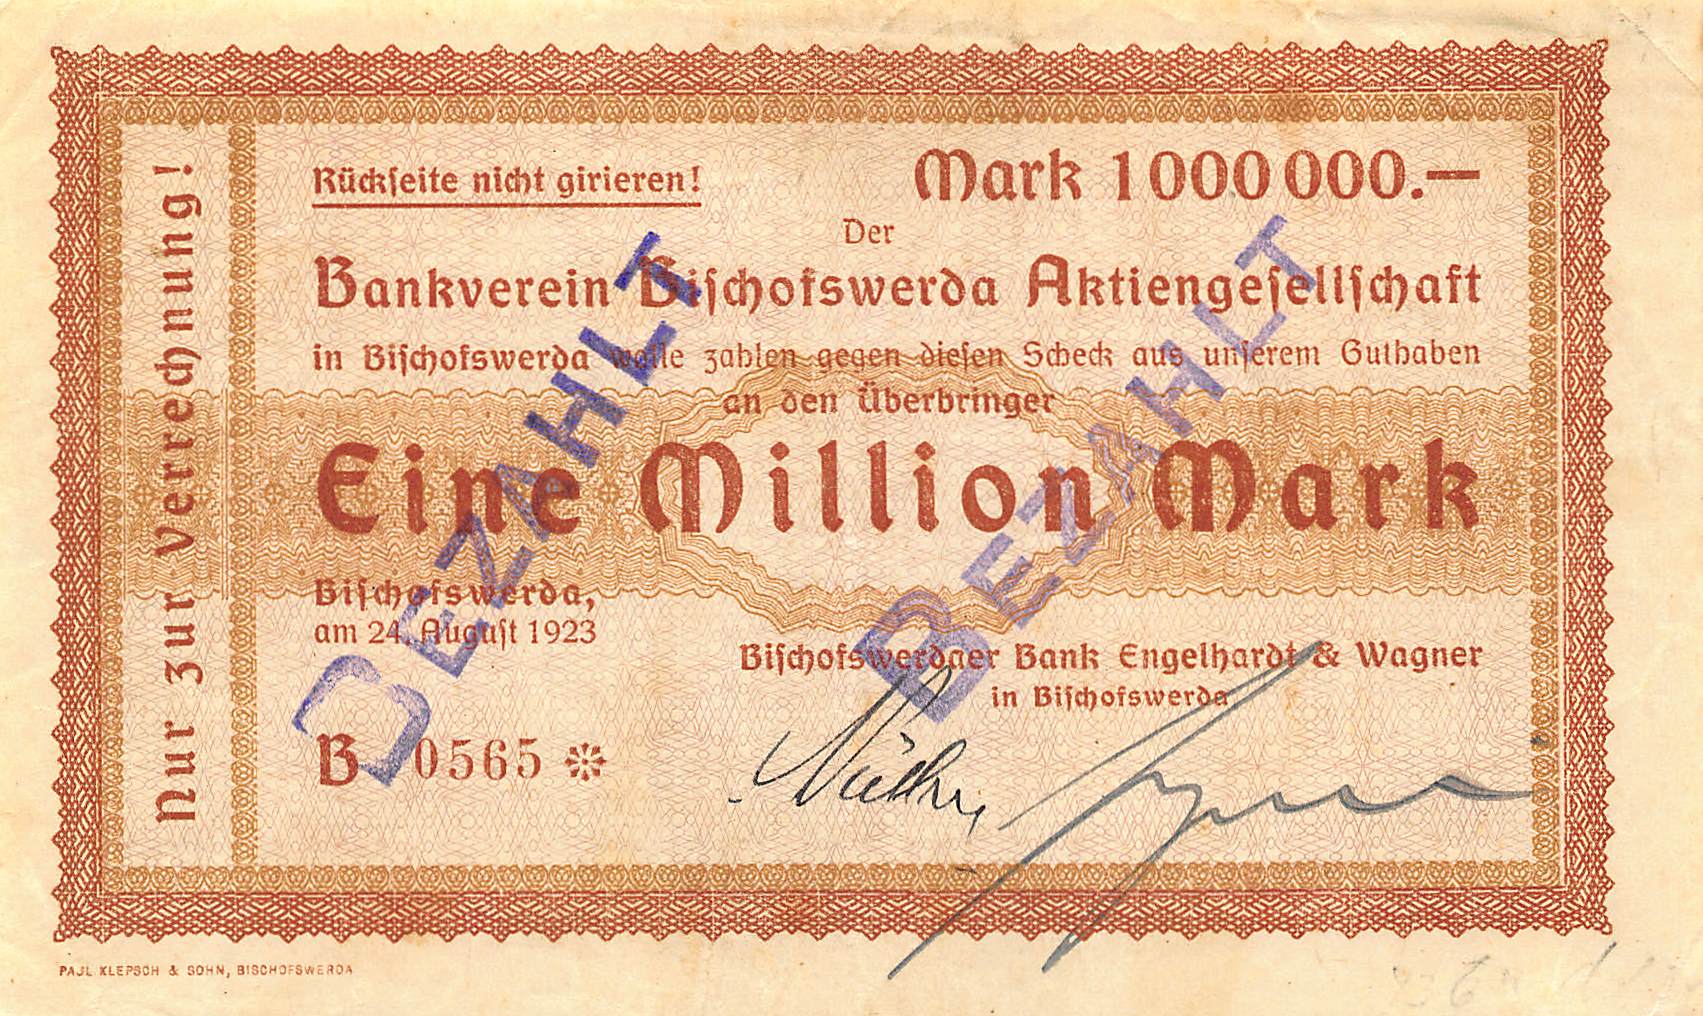 Nur zur Verrechnung!
Rückseite nicht girieren!
Mark 1000000.—
Der
Bankverein Bischofswerda Aktiengesellschaft
in Bischofswerda wolle zahlen gegen diesen Scheck aus unserem Guthaben
an den Überbringer
Eine Million Mark
Bischofswerda,
am 24. August 1923
Bischofswerdaer Bank Engelhardt & Wagner
in Bischofswerda
B 0565 *
BEZAHLT
BEZAHLT
PAUL KLEPSCH & SOHN, BISCHOFSWERDA